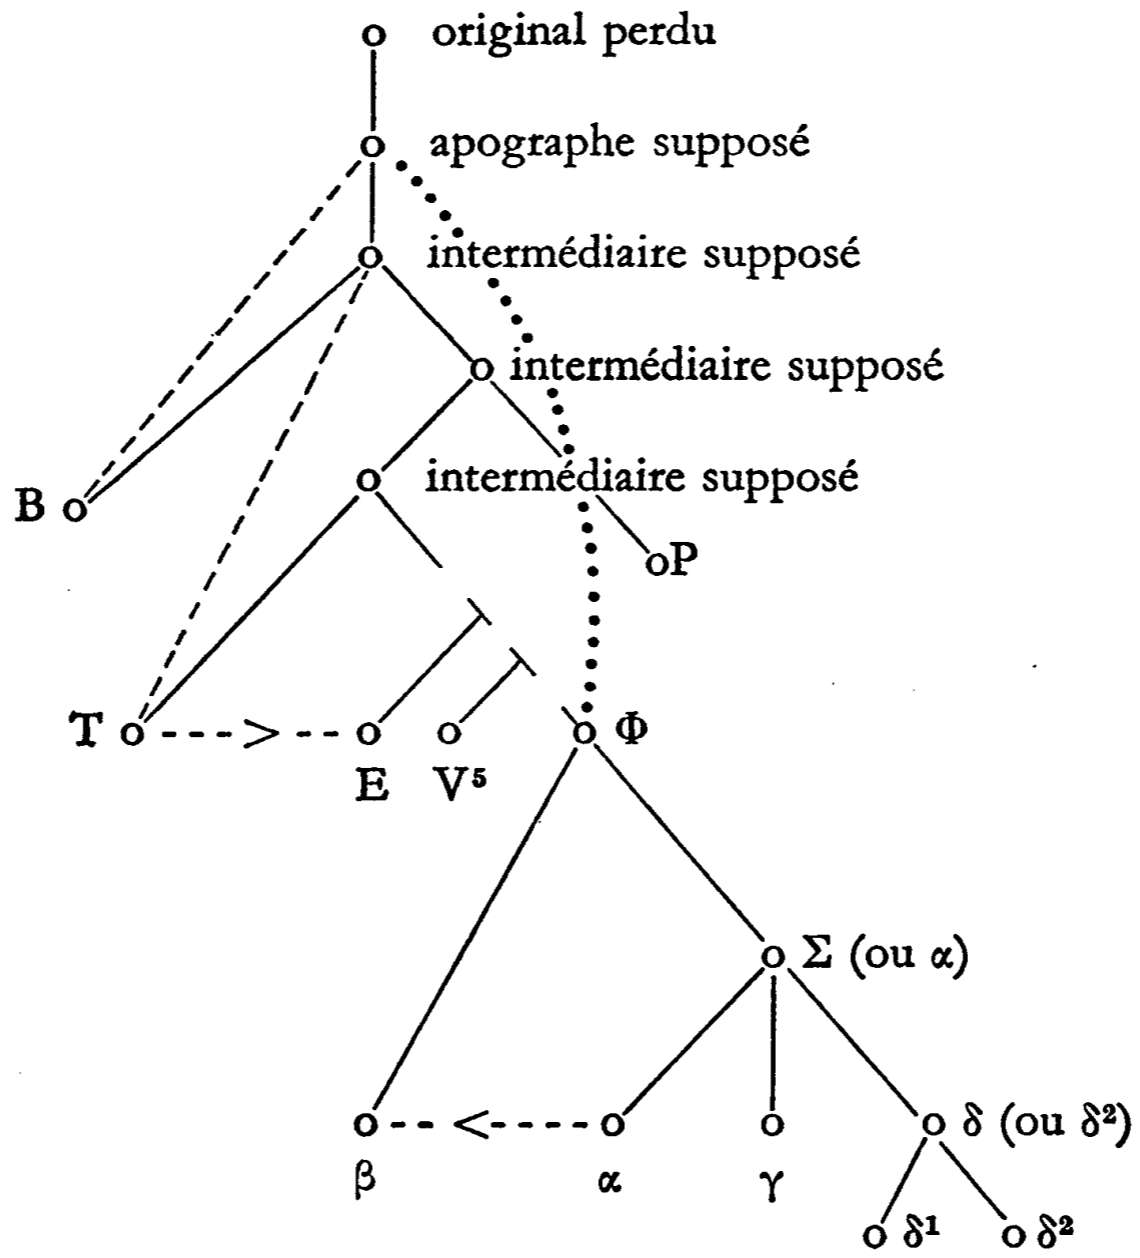 original perdu
apographe supposé
intermédiaire supposé
intermédiaire supposé
intermédiaire supposé
B
P
T
E
V⁵
Φ
Σ (ou α)
β
α
γ
δ (ou δ²)
δ¹
δ²